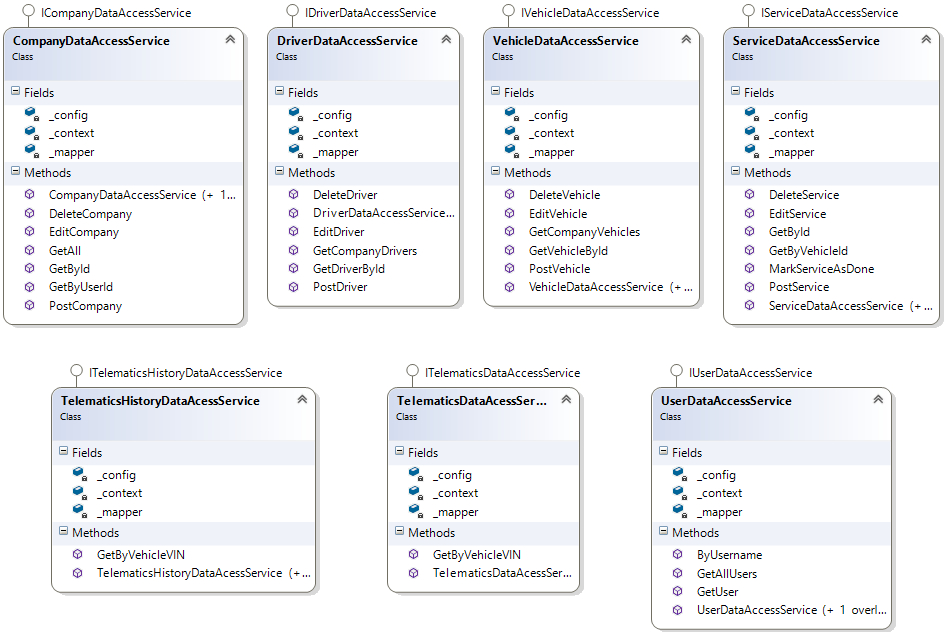 ICompanyDataAccessService
CompanyDataAccessService
Class
Fields
_config
_context
_mapper
Methods
CompanyDataAccessService (+ 1...
DeleteCompany
EditCompany
GetAll
GetById
GetByUserId
PostCompany
IDriverDataAccessService
DriverDataAccessService
Class
Fields
_config
_context
_mapper
Methods
DeleteDriver
DriverDataAccessService...
EditDriver
GetCompanyDrivers
GetDriverById
PostDriver
IVehicleDataAccessService
VehicleDataAccessService
Class
Fields
_config
_context
_mapper
Methods
DeleteVehicle
EditVehicle
GetCompanyVehicles
GetVehicleById
PostVehicle
VehicleDataAccessService (+ ...
IServiceDataAccessService
ServiceDataAccessService
Class
Fields
_config
_context
_mapper
Methods
DeleteService
EditService
GetById
GetByVehicleId
MarkServiceAsDone
PostService
ServiceDataAccessService (+ ...
ITelematicsHistoryDataAccessService
TelematicsHistoryDataAcessService
Class
Fields
_config
_context
_mapper
Methods
GetByVehicleVIN
TelematicsHistoryDataAcessService (+...
ITelematicsDataAccessService
TelematicsDataAcessSer...
Class
Fields
_config
_context
_mapper
Methods
GetByVehicleVIN
TelematicsDataAcessSer...
IUserDataAccessService
UserDataAccessService
Class
Fields
_config
_context
_mapper
Methods
ByUsername
GetAllUsers
GetUser
UserDataAccessService (+ 1 overl...